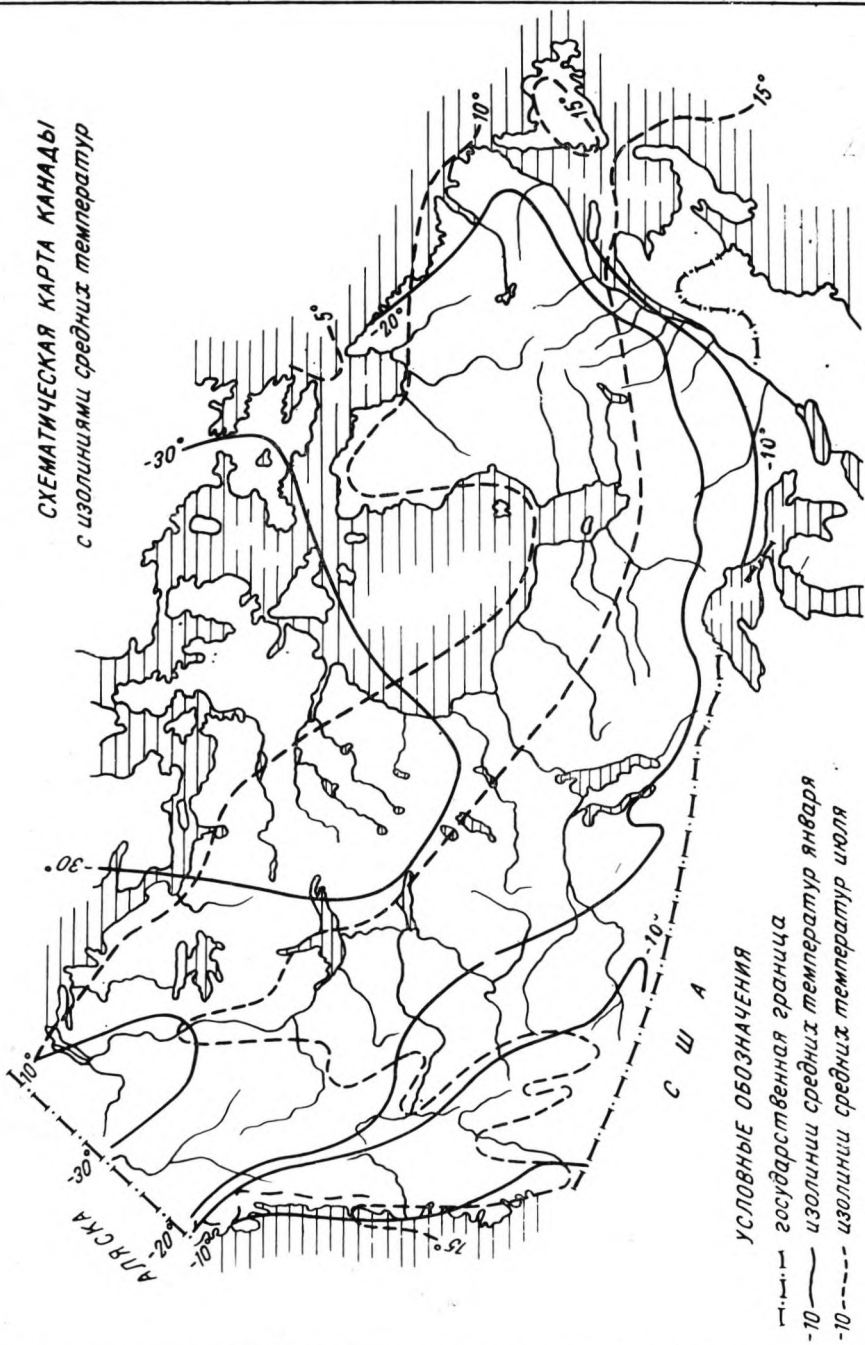 СХЕМАТИЧЕСКАЯ КАРТА КАНАДЫ
с изолиниями средних температур
АЛЯСКА
10°
-30°
-20°
-10°
15°
-30°
-30°
5°
-20°
10°
15°
15°
-10°
-10°
С Ш А
УСЛОВНЫЕ ОБОЗНАЧЕНИЯ
государственная граница
-10 изолинии средних температур января
-10 изолинии средних температур июля